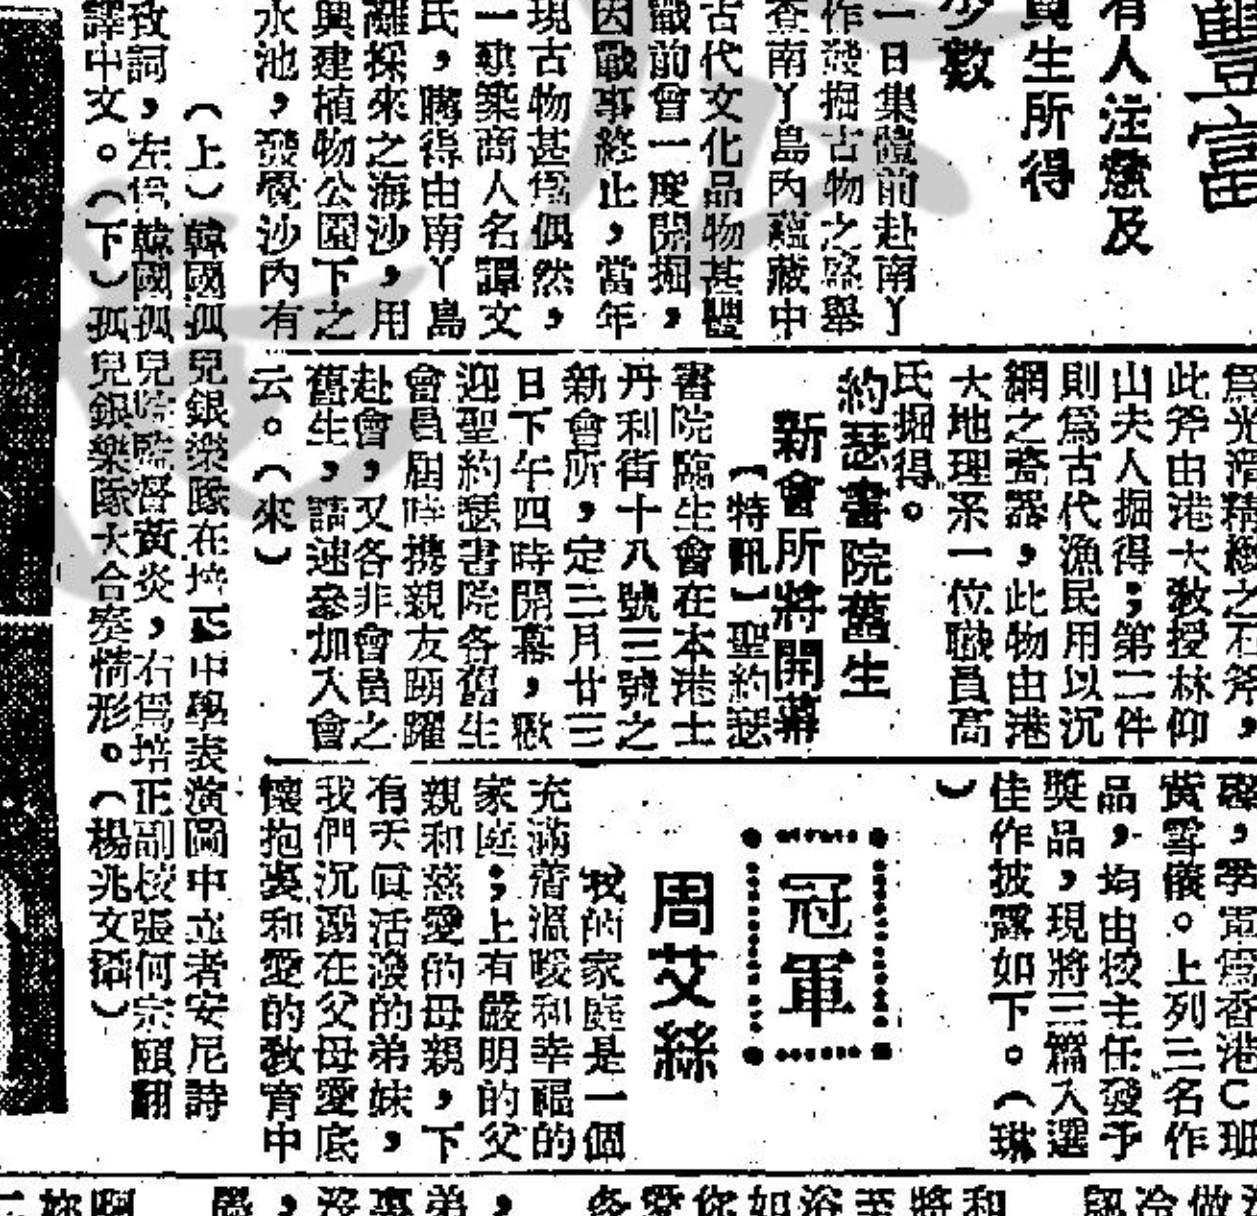 豐富
有人注意及
員生所得
少數
一日集體前赴南丫
作發掘古物之盛舉
查南丫島內蘊藏中
古代文化品物甚豐
戰前曾一度開掘，
因戰事終止，當年
現古物甚為偶然，
一建築商人名譚文
氏，購得由南丫島
離採來之海沙，用
興建植物公園下之
水池，發覺沙內有
為光滑精緻之石斧，
此斧由港大教授林仰
山夫人掘得；第二件
則為古代漁民用以沉
網之瓷器，此物由港
大地理系一位職員高
氏掘得。
約瑟書院舊生
新會所將開幕
【特訊】聖約瑟
書院舊生會在本港士
丹利街十八號三號之
新會所，定三月廿三
日下午四時開幕，敬
迎聖約瑟書院各舊生
會員屆時携親友踴躍
赴會，又各非會員之
舊生，請速參加入會
云。（來）
學軍為香港C班
黃雪儀。上列三名作
品，均由校主任發予
獎品，現將三篇入選
佳作披露如下。（琳
）
冠軍
周艾絲
我的家庭是一個
充滿着溫暖和幸福的
家庭；上有嚴明的父
親和慈愛的母親，下
有天真活潑的弟妹，
我們沉溺在父母愛底
懷抱裏和愛的教育中
（上）韓國孤兒銀樂隊在培正中學表演圖中立者安尼詩
致詞，左為韓國孤兒院監督黃炎，右為培正副校張何宗頤翻
譯中文。（下）孤兒銀樂隊大合奏情形。（楊兆文攝）